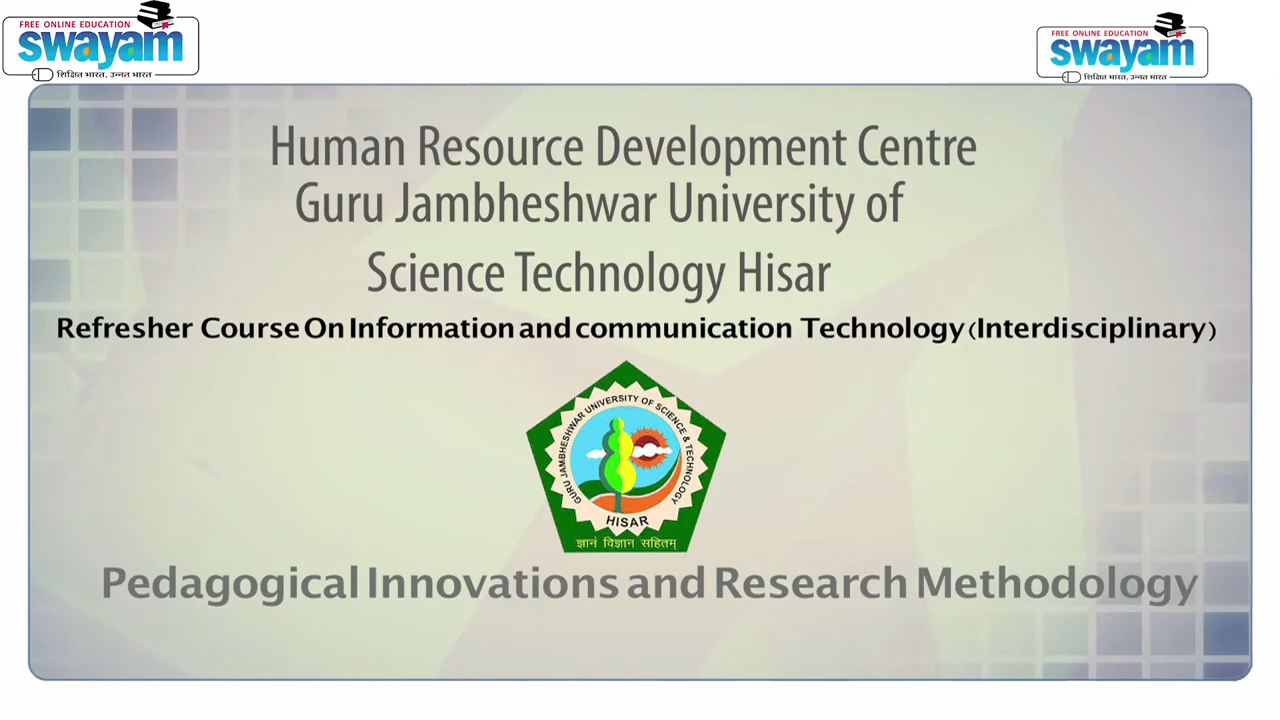 FREE ONLINE EDUCATION
swayam
शिक्षित भारत, उन्नत भारत
FREE ONLINE EDUCATION
swayam
शिक्षित भारत, उन्नत भारत
Human Resource Development Centre
Guru Jambheshwar University of
Science Technology Hisar
Refresher Course On Information and communication Technology (Interdisciplinary)
GURU JAMBHESHWAR UNIVERSITY OF SCIENCE & TECHNOLOGY
HISAR
ज्ञानं विज्ञान सहितम्
Pedagogical Innovations and Research Methodology